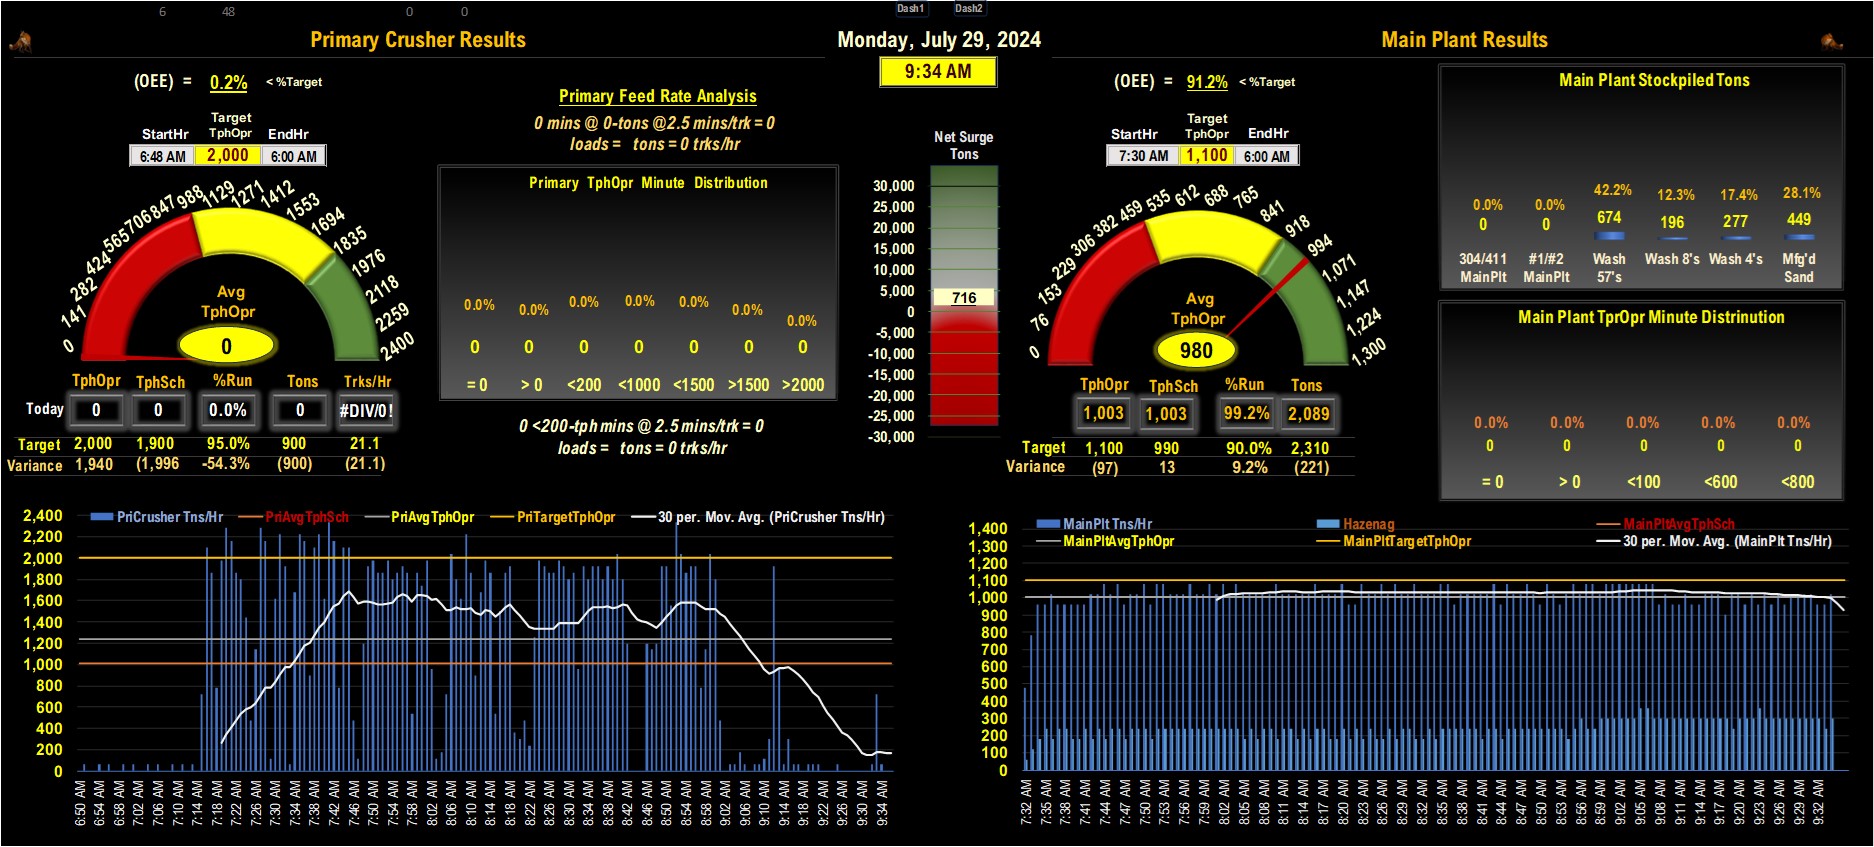 6 48 0 0 Dash1 Dash2
Primary Crusher Results
Monday, July 29, 2024
Main Plant Results
9:34 AM
(OEE) = 0.2% < %Target
Target
StartHr TphOpr EndHr
6:48 AM 2,000 6:00 AM
0 141 282 424 565 706 847 988 1129 1271 1412 1553 1694 1835 1976 2118 2259 2400
Avg
TphOpr
0
TphOpr TphSch %Run Tons Trks/Hr
Today 0 0 0.0% 0 #DIV/0!
Target 2,000 1,900 95.0% 900 21.1
Variance 1,940 (1,996 -54.3% (900) (21.1)
Primary Feed Rate Analysis
0 mins @ 0-tons @2.5 mins/trk = 0
loads = tons = 0 trks/hr
Primary TphOpr Minute Distribution
0.0% 0.0% 0.0% 0.0% 0.0% 0.0% 0.0%
0 0 0 0 0 0 0
= 0 > 0 <200 <1000 <1500 >1500 >2000
0 <200-tph mins @ 2.5 mins/trk = 0
loads = tons = 0 trks/hr
Net Surge
Tons
30,000
25,000
20,000
15,000
10,000
5,000
716
0
-5,000
-10,000
-15,000
-20,000
-25,000
-30,000
(OEE) = 91.2% < %Target
Target
StartHr TphOpr EndHr
7:30 AM 1,100 6:00 AM
0 76 153 229 306 382 459 535 612 688 765 841 918 994 1,071 1,147 1,224 1,300
Avg
TphOpr
980
TphOpr TphSch %Run Tons
1,003 1,003 99.2% 2,089
Target 1,100 990 90.0% 2,310
Variance (97) 13 9.2% (221)
Main Plant Stockpiled Tons
0.0% 0.0% 42.2% 12.3% 17.4% 28.1%
0 0 674 196 277 449
304/411 #1/#2 Wash Wash 8's Wash 4's Mfg'd
MainPlt MainPlt 57's Sand
Main Plant TprOpr Minute Distrinution
0.0% 0.0% 0.0% 0.0% 0.0%
0 0 0 0 0
= 0 > 0 <100 <600 <800
PriCrusher Tns/Hr PriAvgTphSch PriAvgTphOpr PriTargetTphOpr 30 per. Mov. Avg. (PriCrusher Tns/Hr)
2,400
2,200
2,000
1,800
1,600
1,400
1,200
1,000
800
600
400
200
0
6:50 AM 6:54 AM 6:58 AM 7:02 AM 7:06 AM 7:10 AM 7:14 AM 7:18 AM 7:22 AM 7:26 AM 7:30 AM 7:34 AM 7:38 AM 7:42 AM 7:46 AM 7:50 AM 7:54 AM 7:58 AM 8:02 AM 8:06 AM 8:10 AM 8:14 AM 8:18 AM 8:22 AM 8:26 AM 8:30 AM 8:34 AM 8:38 AM 8:42 AM 8:46 AM 8:50 AM 8:54 AM 8:58 AM 9:02 AM 9:06 AM 9:10 AM 9:14 AM 9:18 AM 9:22 AM 9:26 AM 9:30 AM 9:34 AM
MainPlt Tns/Hr Hazenag MainPltAvgTphSch
MainPltAvgTphOpr MainPltTargetTphOpr 30 per. Mov. Avg. (MainPlt Tns/Hr)
1,400
1,300
1,200
1,100
1,000
900
800
700
600
500
400
300
200
100
0
7:32 AM 7:35 AM 7:38 AM 7:41 AM 7:44 AM 7:47 AM 7:50 AM 7:53 AM 7:56 AM 7:59 AM 8:02 AM 8:05 AM 8:08 AM 8:11 AM 8:14 AM 8:17 AM 8:20 AM 8:23 AM 8:26 AM 8:29 AM 8:32 AM 8:35 AM 8:38 AM 8:41 AM 8:44 AM 8:47 AM 8:50 AM 8:53 AM 8:56 AM 8:59 AM 9:02 AM 9:05 AM 9:08 AM 9:11 AM 9:14 AM 9:17 AM 9:20 AM 9:23 AM 9:26 AM 9:29 AM 9:32 AM